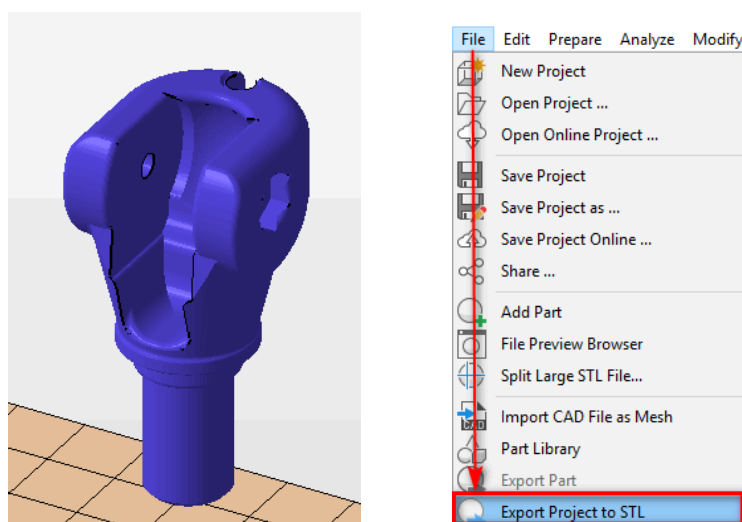 File Edit Prepare Analyze Modify
New Project
Open Project ...
Open Online Project ...
Save Project
Save Project as ...
Save Project Online ...
Share ...
Add Part
File Preview Browser
Split Large STL File...
CAD Import CAD File as Mesh
Part Library
Export Part
Export Project to STL